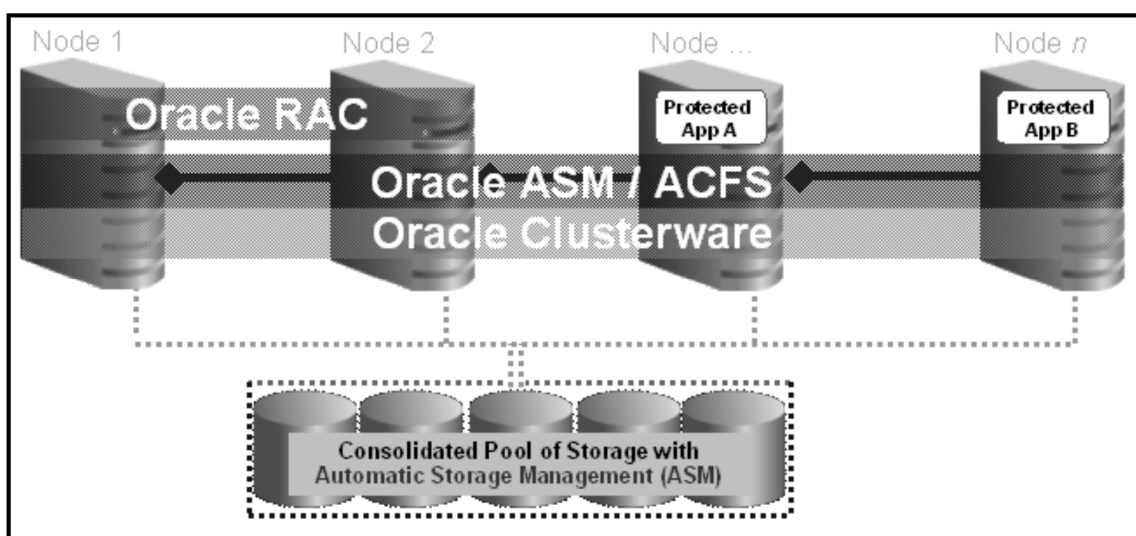 Node 1
Node 2
Node ...
Node n
Oracle RAC
Protected
App A
Protected
App B
Oracle ASM / ACFS
Oracle Clusterware
Consolidated Pool of Storage with
Automatic Storage Management (ASM)